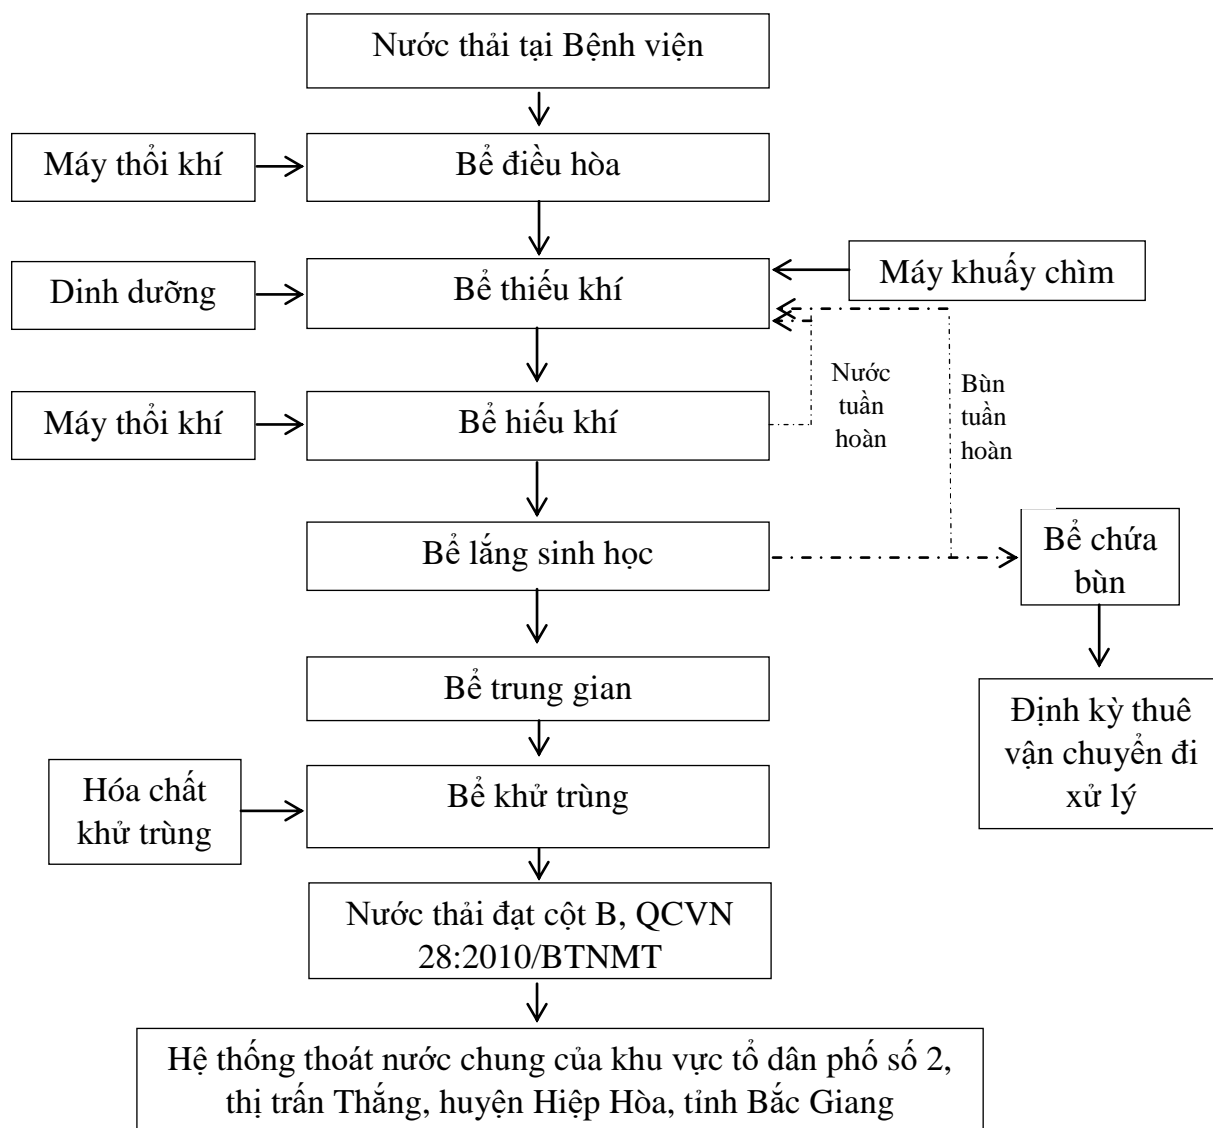 Nước thải tại Bệnh viện
Máy thổi khí
Bể điều hòa
Dinh dưỡng
Bể thiếu khí
Máy khuấy chìm
Máy thổi khí
Bể hiếu khí
Nước
tuần
hoàn
Bùn
tuần
hoàn
Bể lắng sinh học
Bể chứa
bùn
Bể trung gian
Định kỳ thuê
vận chuyển đi
xử lý
Hóa chất
khử trùng
Bể khử trùng
Nước thải đạt cột B, QCVN
28:2010/BTNMT
Hệ thống thoát nước chung của khu vực tổ dân phố số 2,
thị trấn Thắng, huyện Hiệp Hòa, tỉnh Bắc Giang